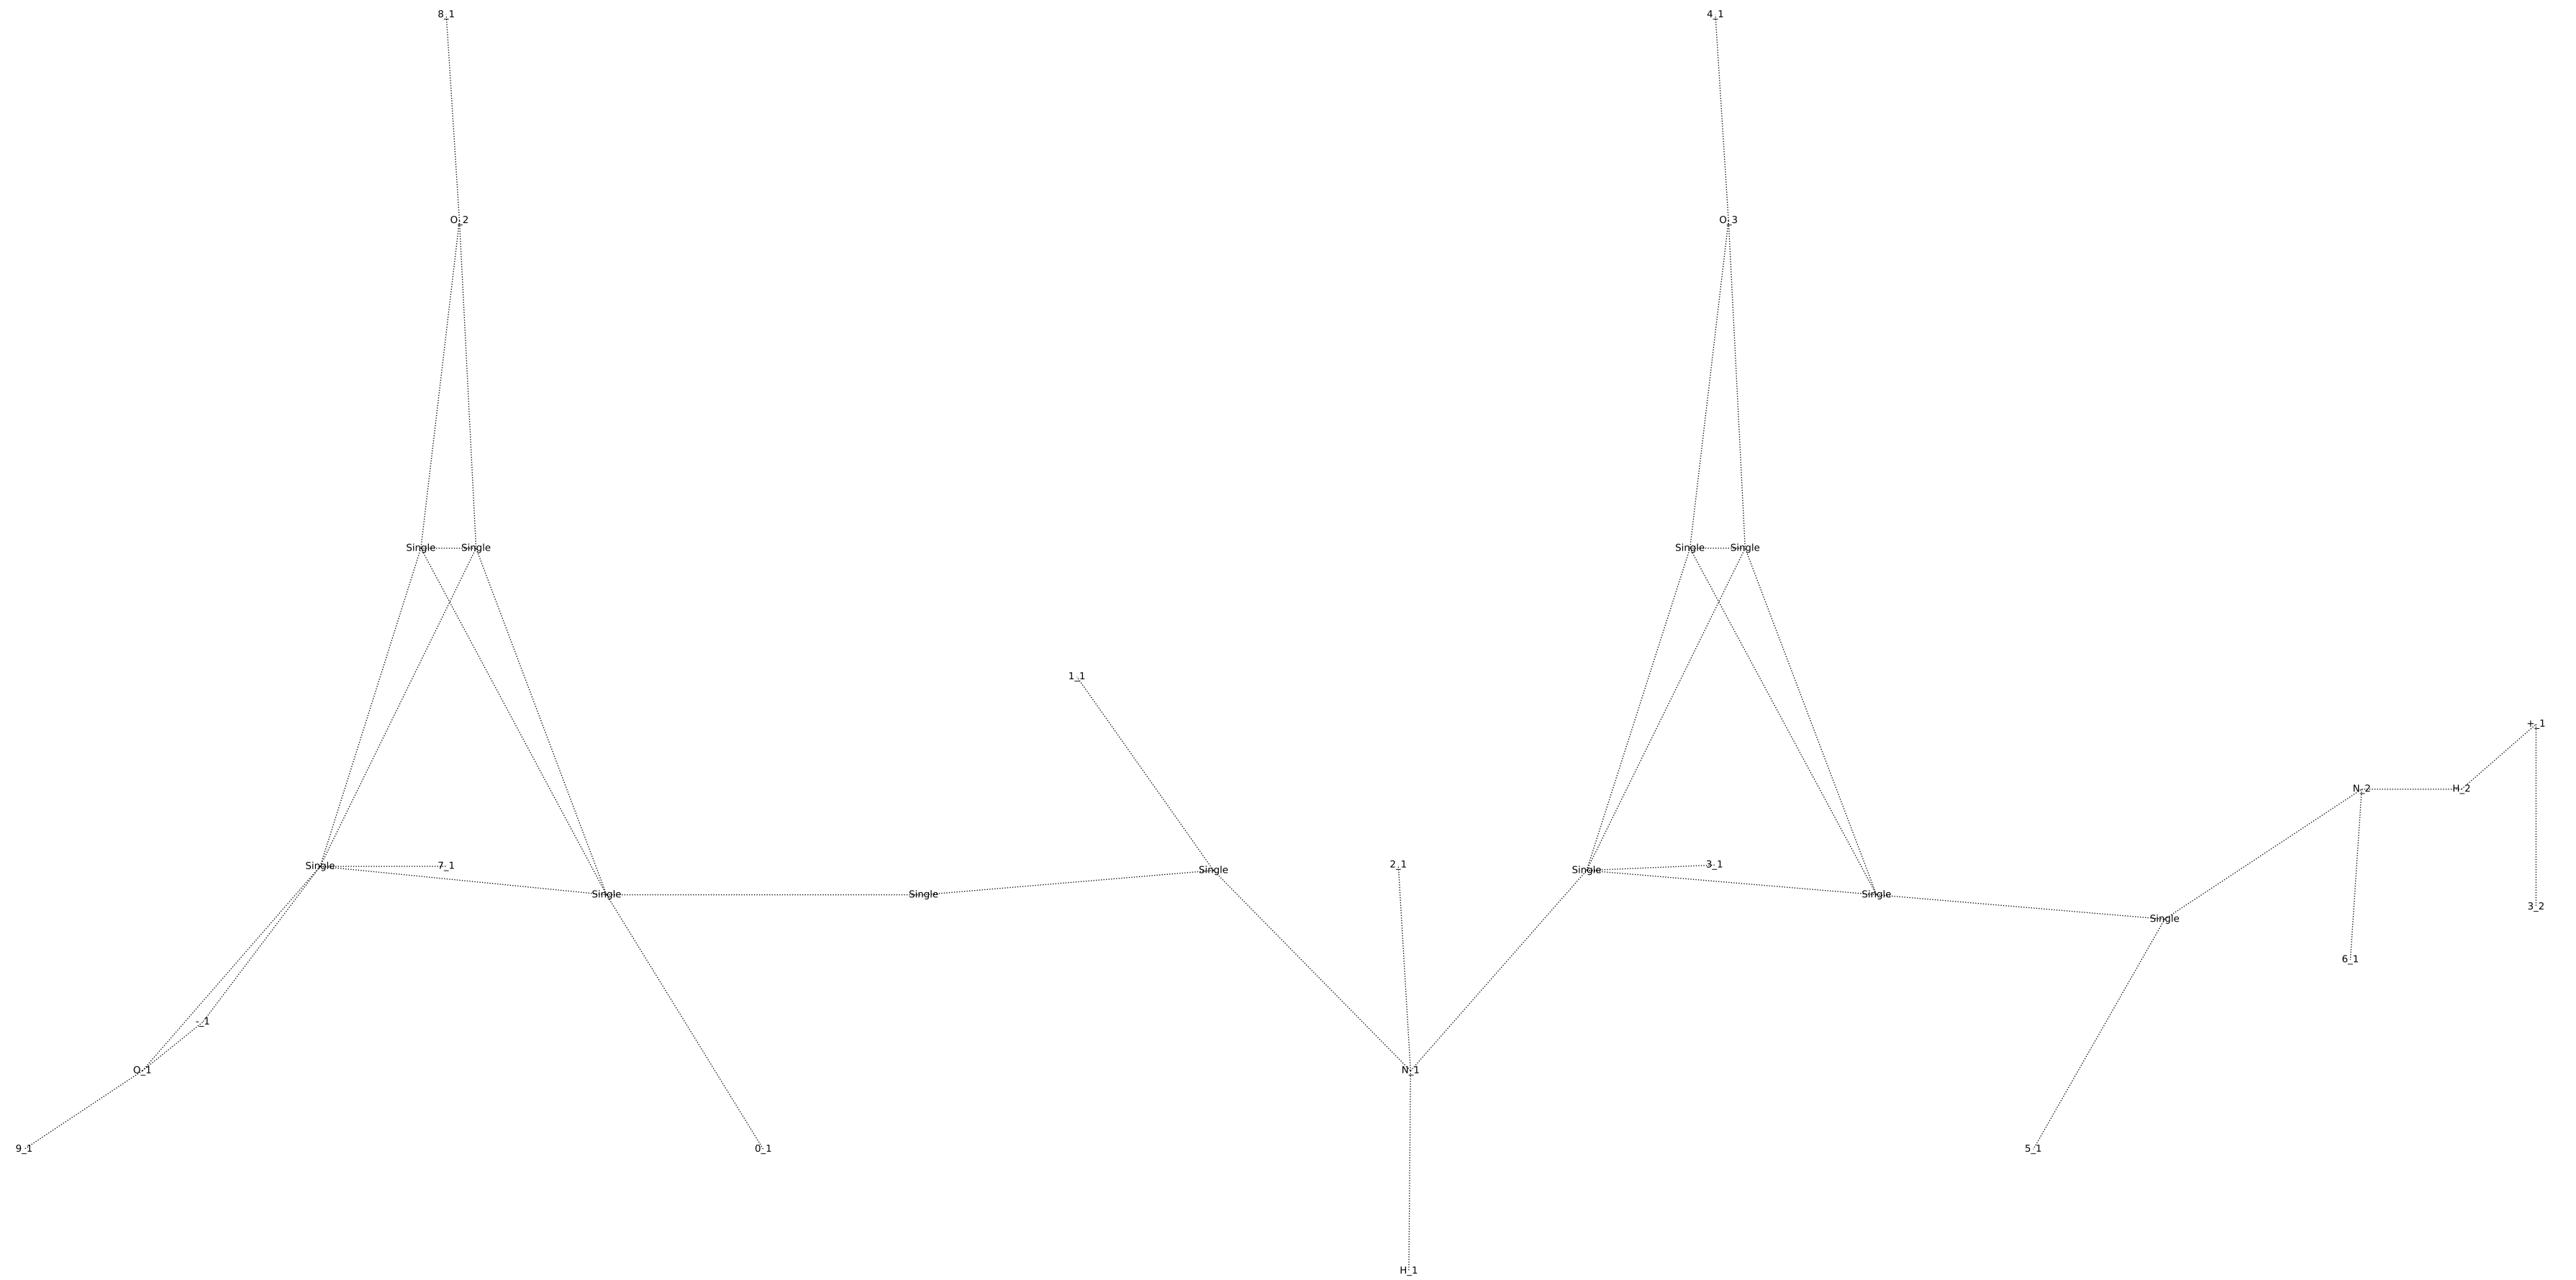 8_1 4_1
O_2 O_3
Single Single Single Single
1_1
+_1
N_2 H_2
Single 7_1 Single 2_1 Single 3_1
Single Single Single 3_2
Single
6_1
-_1
O_1 N_1
9_1 0_1 5_1
H_1